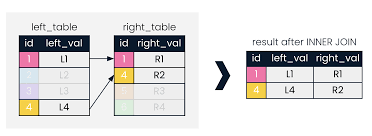 left_table right_table
id left_val id right_val
1 L1 1 R1
2 L2 4 R2
3 L3 5 R3
4 L4 6 R4
result after INNER JOIN
id left_val right_val
1 L1 R1
4 L4 R2